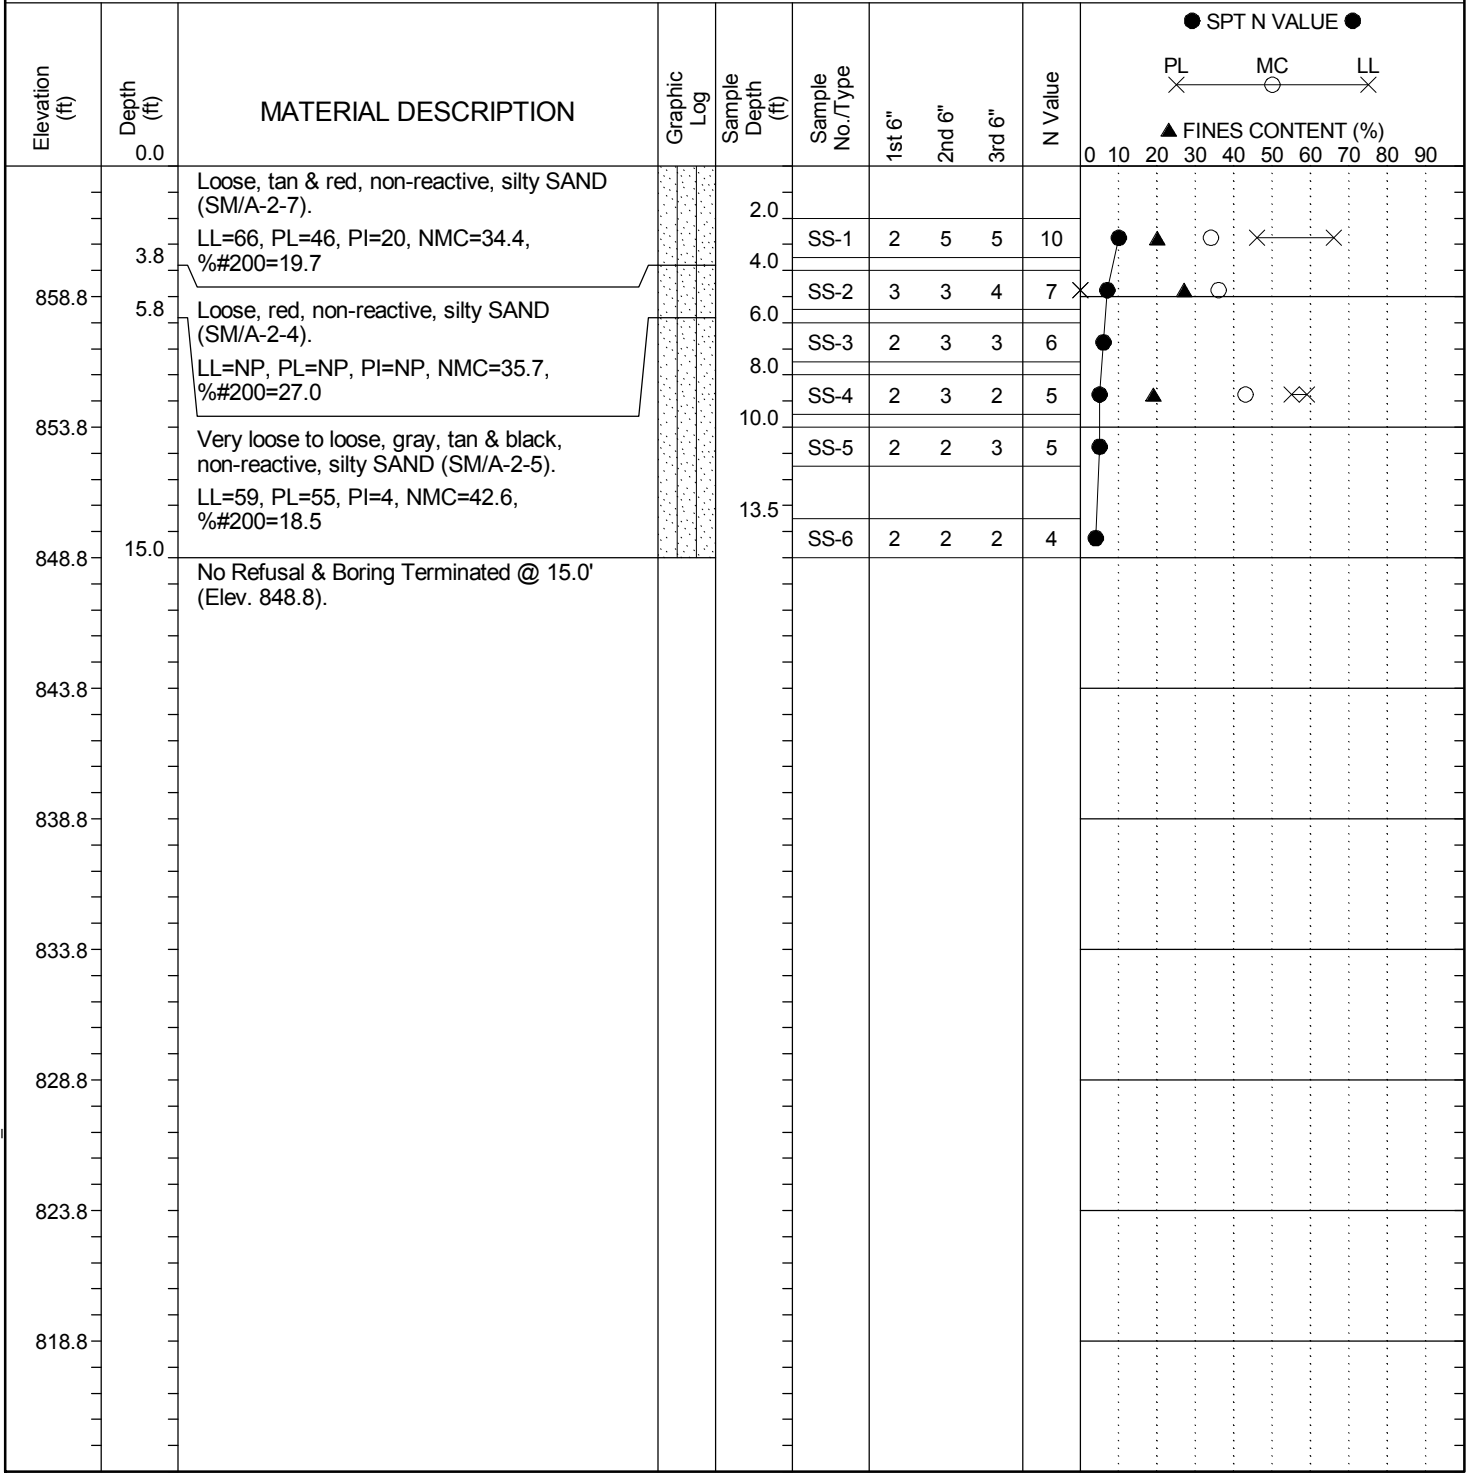 ● SPT N VALUE ●
PL MC LL
▲ FINES CONTENT (%)
Elevation (ft)
Depth (ft)
MATERIAL DESCRIPTION
Graphic Log
Sample Depth (ft)
Sample No./Type
1st 6"
2nd 6"
3rd 6"
N Value
0.0
0 10 20 30 40 50 60 70 80 90
Loose, tan & red, non-reactive, silty SAND
(SM/A-2-7).
2.0
LL=66, PL=46, PI=20, NMC=34.4,
%#200=19.7
SS-1 2 5 5 10
3.8
4.0
858.8
SS-2 3 3 4 7
5.8
Loose, red, non-reactive, silty SAND
(SM/A-2-4).
6.0
SS-3 2 3 3 6
LL=NP, PL=NP, PI=NP, NMC=35.7,
%#200=27.0
8.0
SS-4 2 3 2 5
10.0
853.8
Very loose to loose, gray, tan & black,
non-reactive, silty SAND (SM/A-2-5).
SS-5 2 2 3 5
LL=59, PL=55, PI=4, NMC=42.6,
%#200=18.5
13.5
SS-6 2 2 2 4
15.0
848.8
No Refusal & Boring Terminated @ 15.0'
(Elev. 848.8).
843.8
838.8
833.8
828.8
823.8
818.8